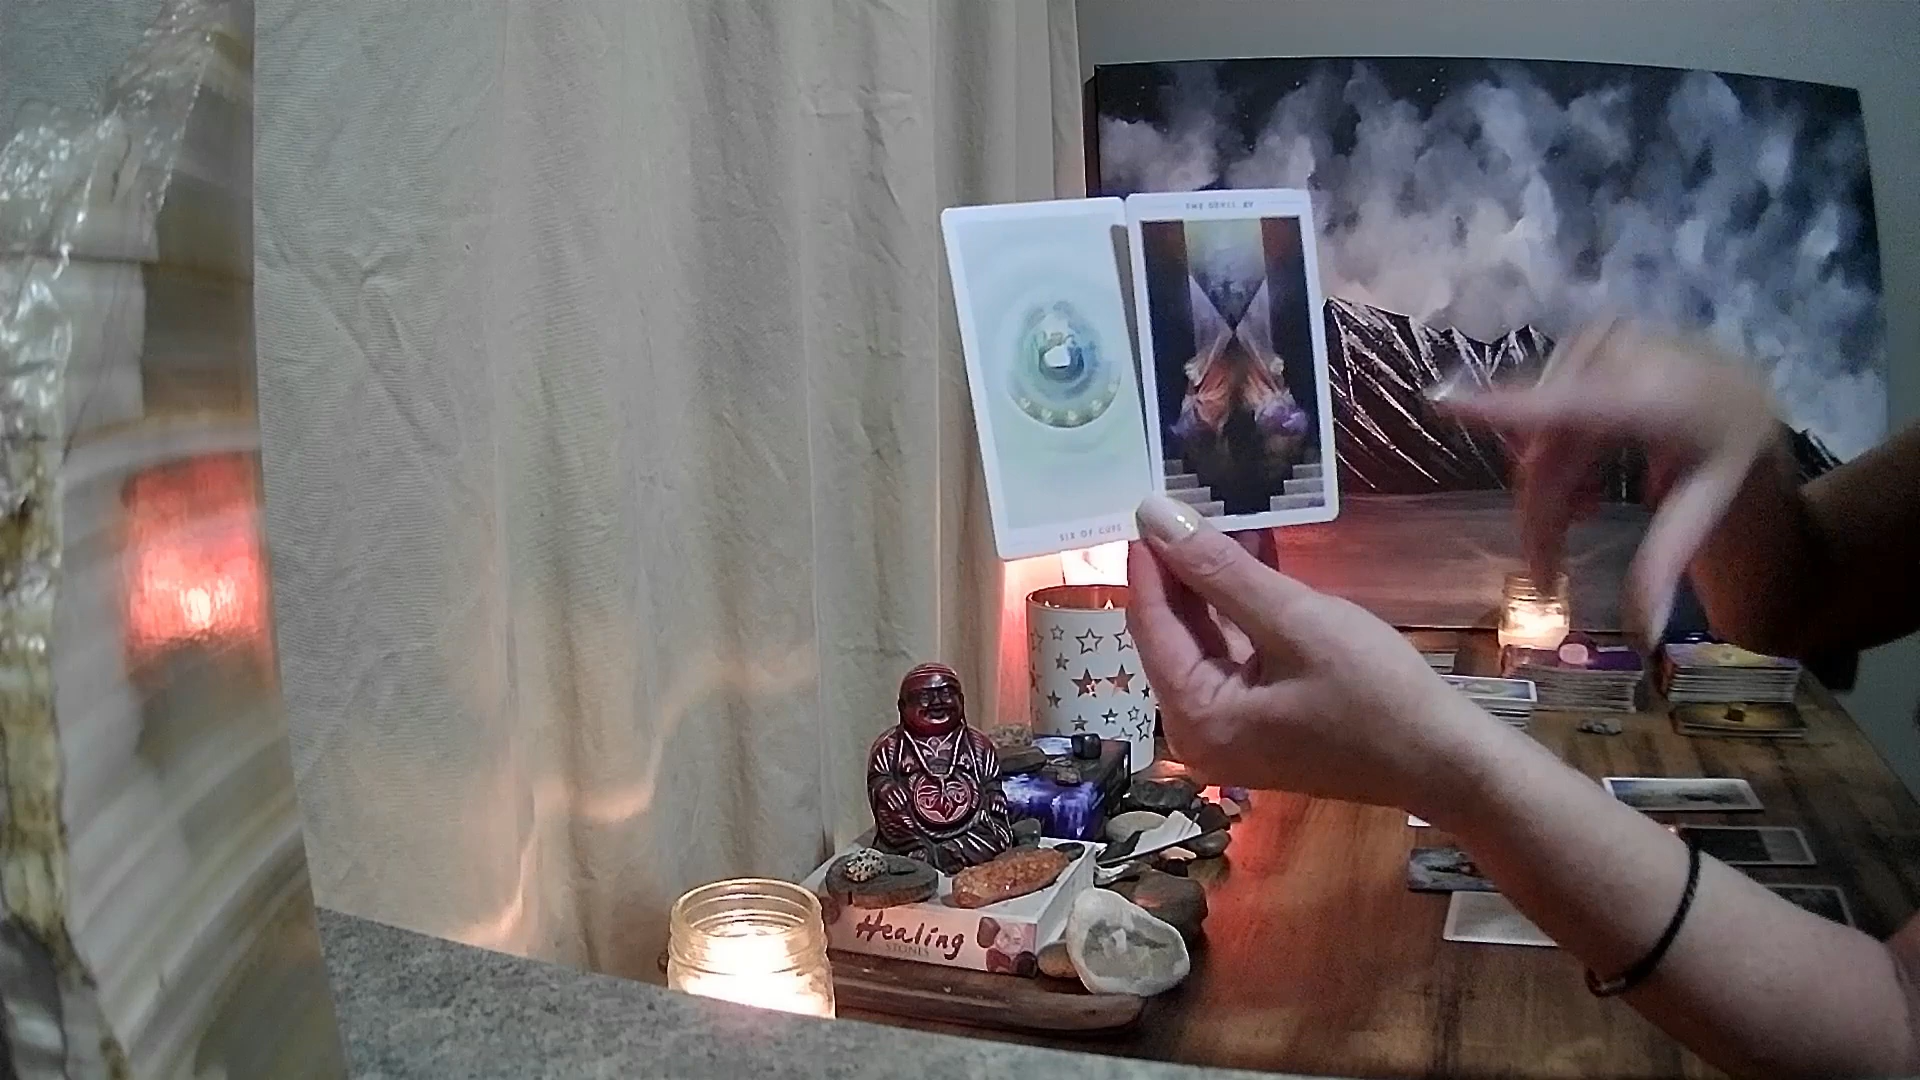 THE DEVIL XV
SIX OF CUPS
Healing
STONES